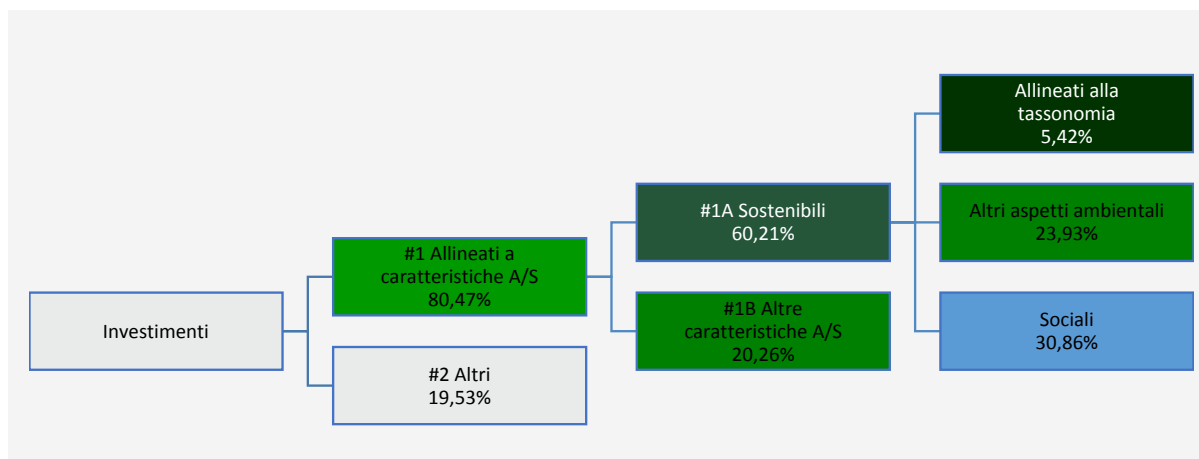 Investimenti
#1 Allineati a
caratteristiche A/S
80,47%
#2 Altri
19,53%
#1A Sostenibili
60,21%
#1B Altre
caratteristiche A/S
20,26%
Allineati alla
tassonomia
5,42%
Altri aspetti ambientali
23,93%
Sociali
30,86%